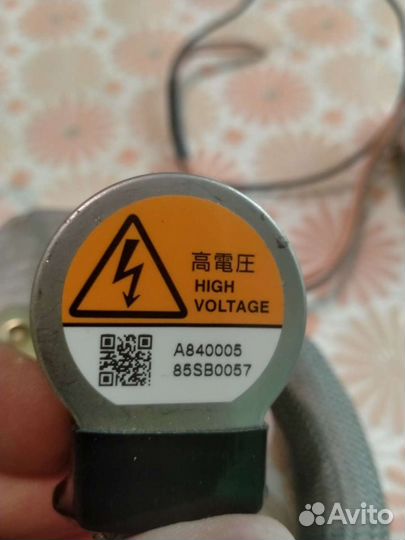 高電圧
HIGH
VOLTAGE
A840005
85SB0057
Avito